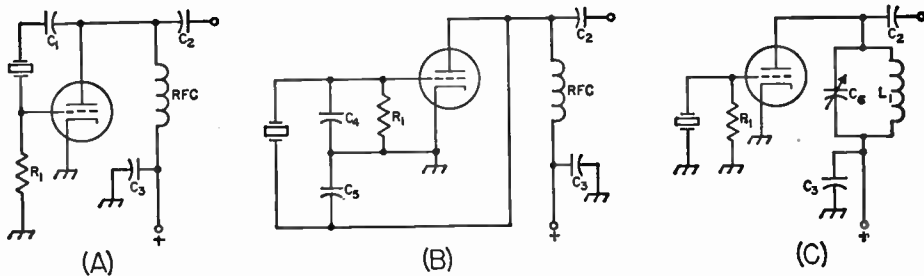 C1
C2
R1
RFC
C3
+
(A)
C4
R1
C5
C2
RFC
C3
+
(B)
R1
C2
C6
L1
C3
+
(C)